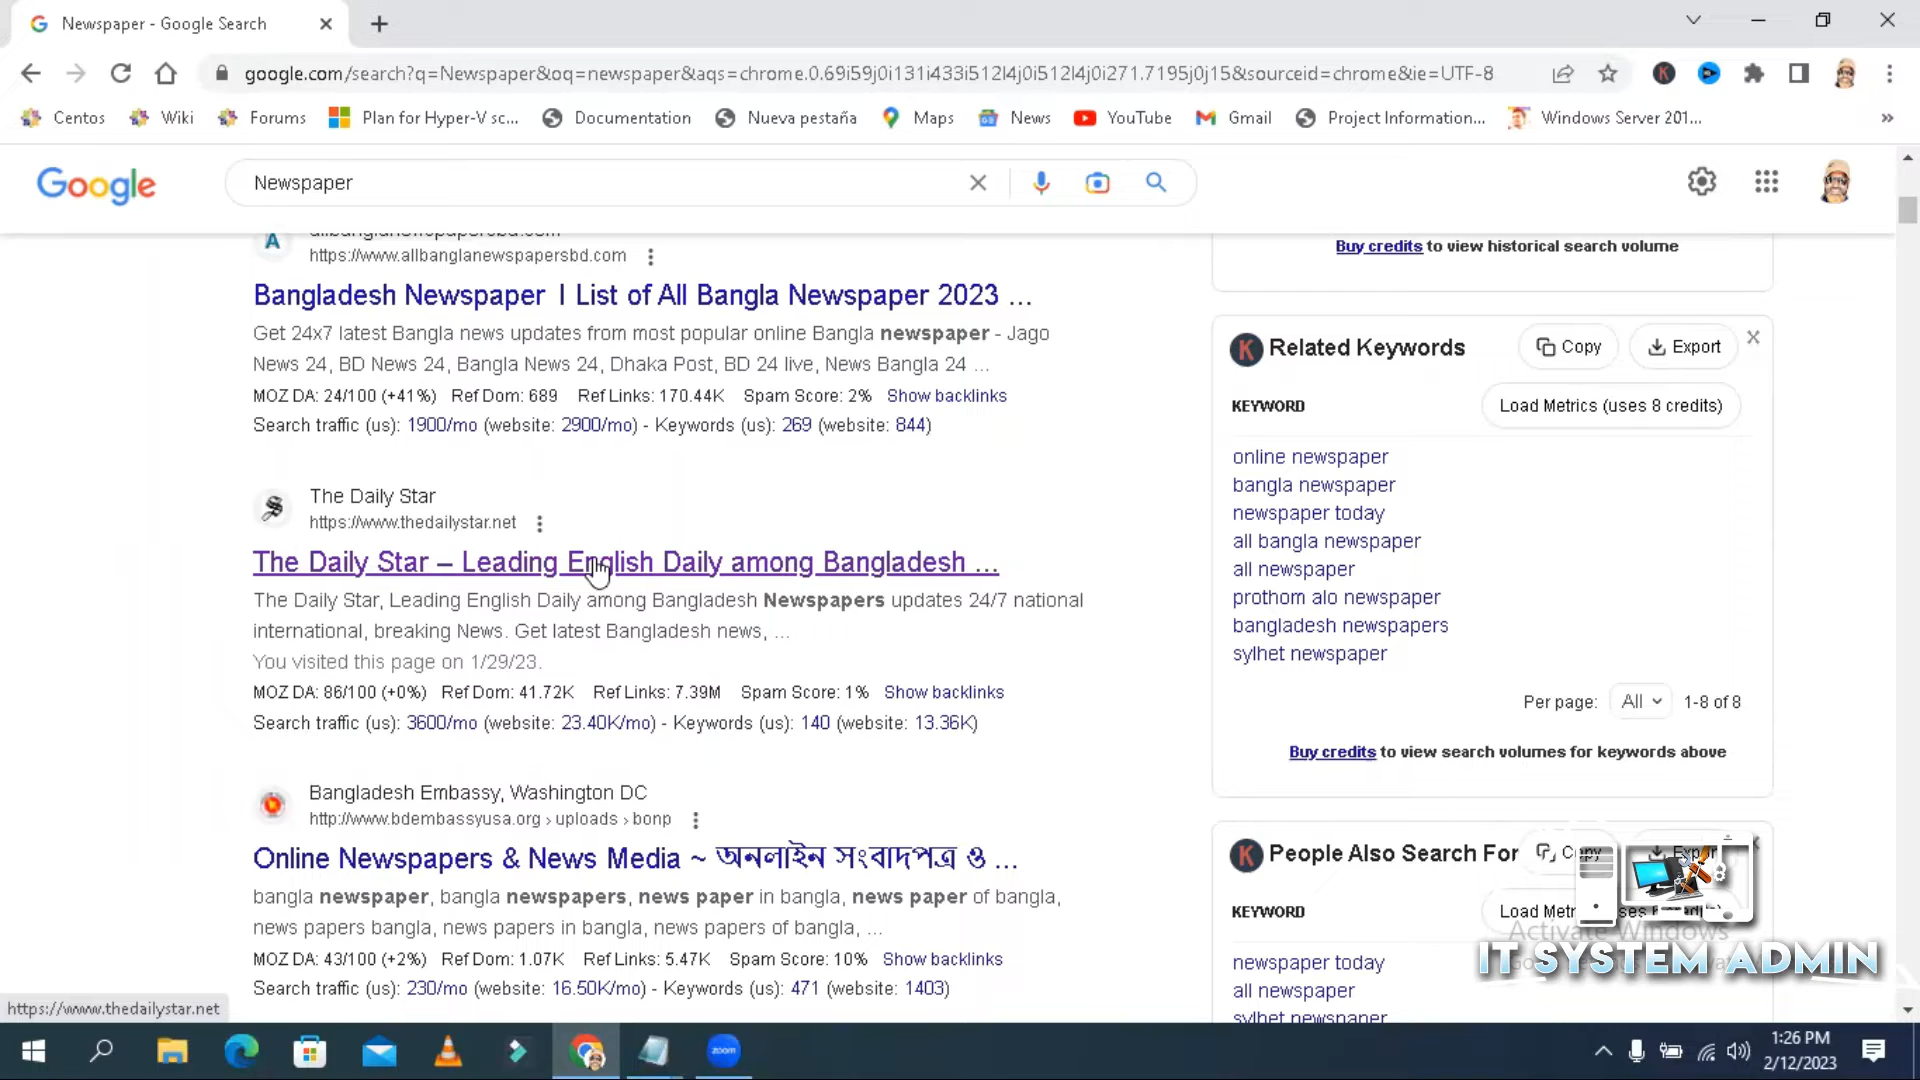 Newspaper - Google Search
google.com/search?q=Newspaper&oq=newspaper&aqs=chrome.0.69i59j0i131i433i512l4j0i512l4j0i271.7195j0j15&sourceid=chrome&ie=UTF-8
Centos
Wiki
Forums
Plan for Hyper-V sc...
Documentation
Nueva pestaña
Maps
News
YouTube
Gmail
Project Information...
Windows Server 201...
»
Google
Newspaper
https://www.allbanglanewspapersbd.com
Bangladesh Newspaper | List of All Bangla Newspaper 2023 ...
Get 24x7 latest Bangla news updates from most popular online Bangla newspaper - Jago
News 24, BD News 24, Bangla News 24, Dhaka Post, BD 24 live, News Bangla 24 ...
MOZ DA: 24/100 (+41%) Ref Dom: 689 Ref Links: 170.44K Spam Score: 2% Show backlinks
Search traffic (us): 1900/mo (website: 2900/mo) - Keywords (us): 269 (website: 844)
The Daily Star
https://www.thedailystar.net
The Daily Star – Leading English Daily among Bangladesh ...
The Daily Star, Leading English Daily among Bangladesh Newspapers updates 24/7 national
international, breaking News. Get latest Bangladesh news, ...
You visited this page on 1/29/23.
MOZ DA: 86/100 (+0%) Ref Dom: 41.72K Ref Links: 7.39M Spam Score: 1% Show backlinks
Search traffic (us): 3600/mo (website: 23.40K/mo) - Keywords (us): 140 (website: 13.36K)
Bangladesh Embassy, Washington DC
http://www.bdembassyusa.org › uploads › bonp
Online Newspapers & News Media ~ অনলাইন সংবাদপত্র ও ...
bangla newspaper, bangla newspapers, news paper in bangla, news paper of bangla,
news papers bangla, news papers in bangla, news papers of bangla, ...
MOZ DA: 43/100 (+2%) Ref Dom: 1.07K Ref Links: 5.47K Spam Score: 10% Show backlinks
Search traffic (us): 230/mo (website: 16.50K/mo) - Keywords (us): 471 (website: 1403)
https://www.thedailystar.net
Buy credits to view historical search volume
Related Keywords
Copy
Export
KEYWORD
Load Metrics (uses 8 credits)
online newspaper
bangla newspaper
newspaper today
all bangla newspaper
all newspaper
prothom alo newspaper
bangladesh newspapers
sylhet newspaper
Per page: All 1-8 of 8
Buy credits to view search volumes for keywords above
People Also Search For
Copy
KEYWORD
newspaper today
all newspaper
sylhet newspaper
Activate Windows
IT SYSTEM ADMIN
zoom
1:26 PM
2/12/2023